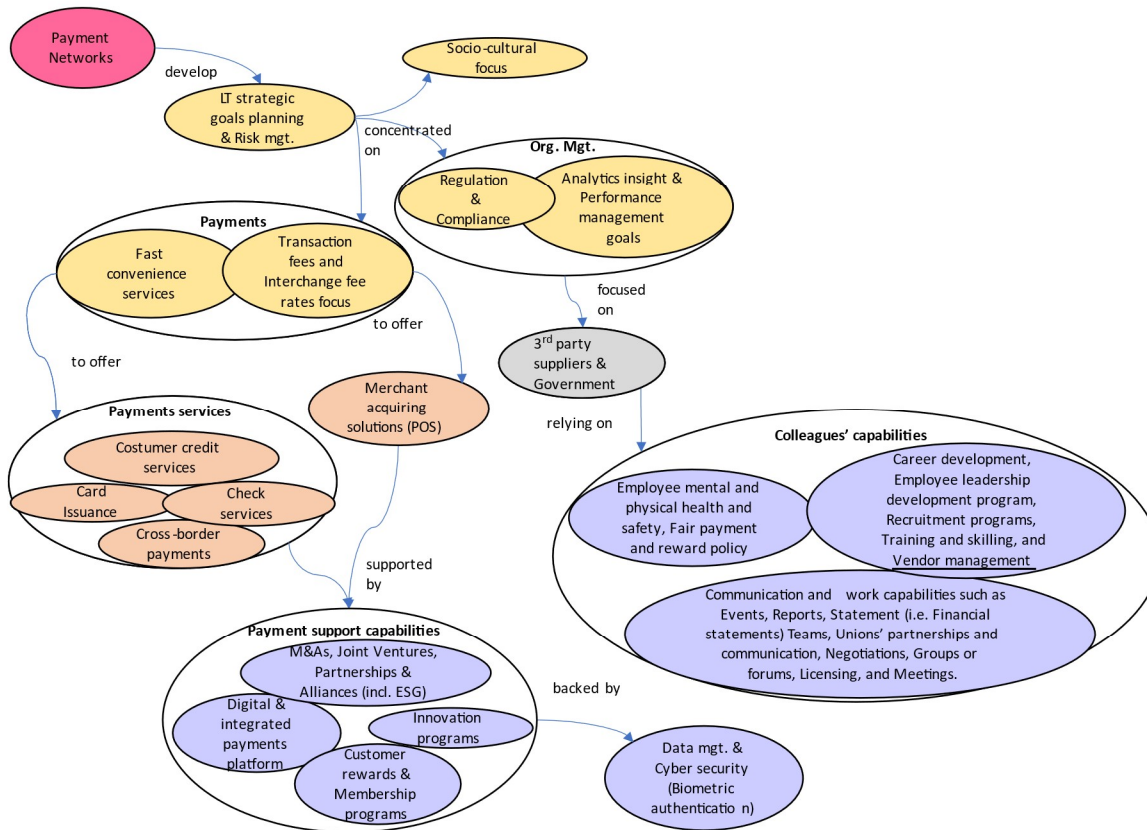 Payment
Networks
develop
LT strategic
goals planning
& Risk mgt.
Socio-cultural
focus
concentrated
on
Org. Mgt.
Regulation
&
Compliance
Analytics insight &
Performance
management
goals
Payments
Fast
convenience
services
Transaction
fees and
Interchange fee
rates focus
focused
on
to offer
to offer
3rd party
suppliers &
Government
relying on
Merchant
acquiring
solutions (POS)
Payments services
Costumer credit
services
Card
Issuance
Check
services
Cross-border
payments
Colleagues' capabilities
Employee mental and
physical health and
safety, Fair payment
and reward policy
Career development,
Employee leadership
development program,
Recruitment programs,
Training and skilling, and
Vendor management
Communication and work capabilities such as
Events, Reports, Statement (i.e. Financial
statements) Teams, Unions' partnerships and
communication, Negotiations, Groups or
forums, Licensing, and Meetings.
supported
by
Payment support capabilities
M&As, Joint Ventures,
Partnerships &
Alliances (incl. ESG)
Digital &
integrated
payments
platform
Innovation
programs
Customer
rewards &
Membership
programs
backed by
Data mgt. &
Cyber security
(Biometric
authenticatio n)